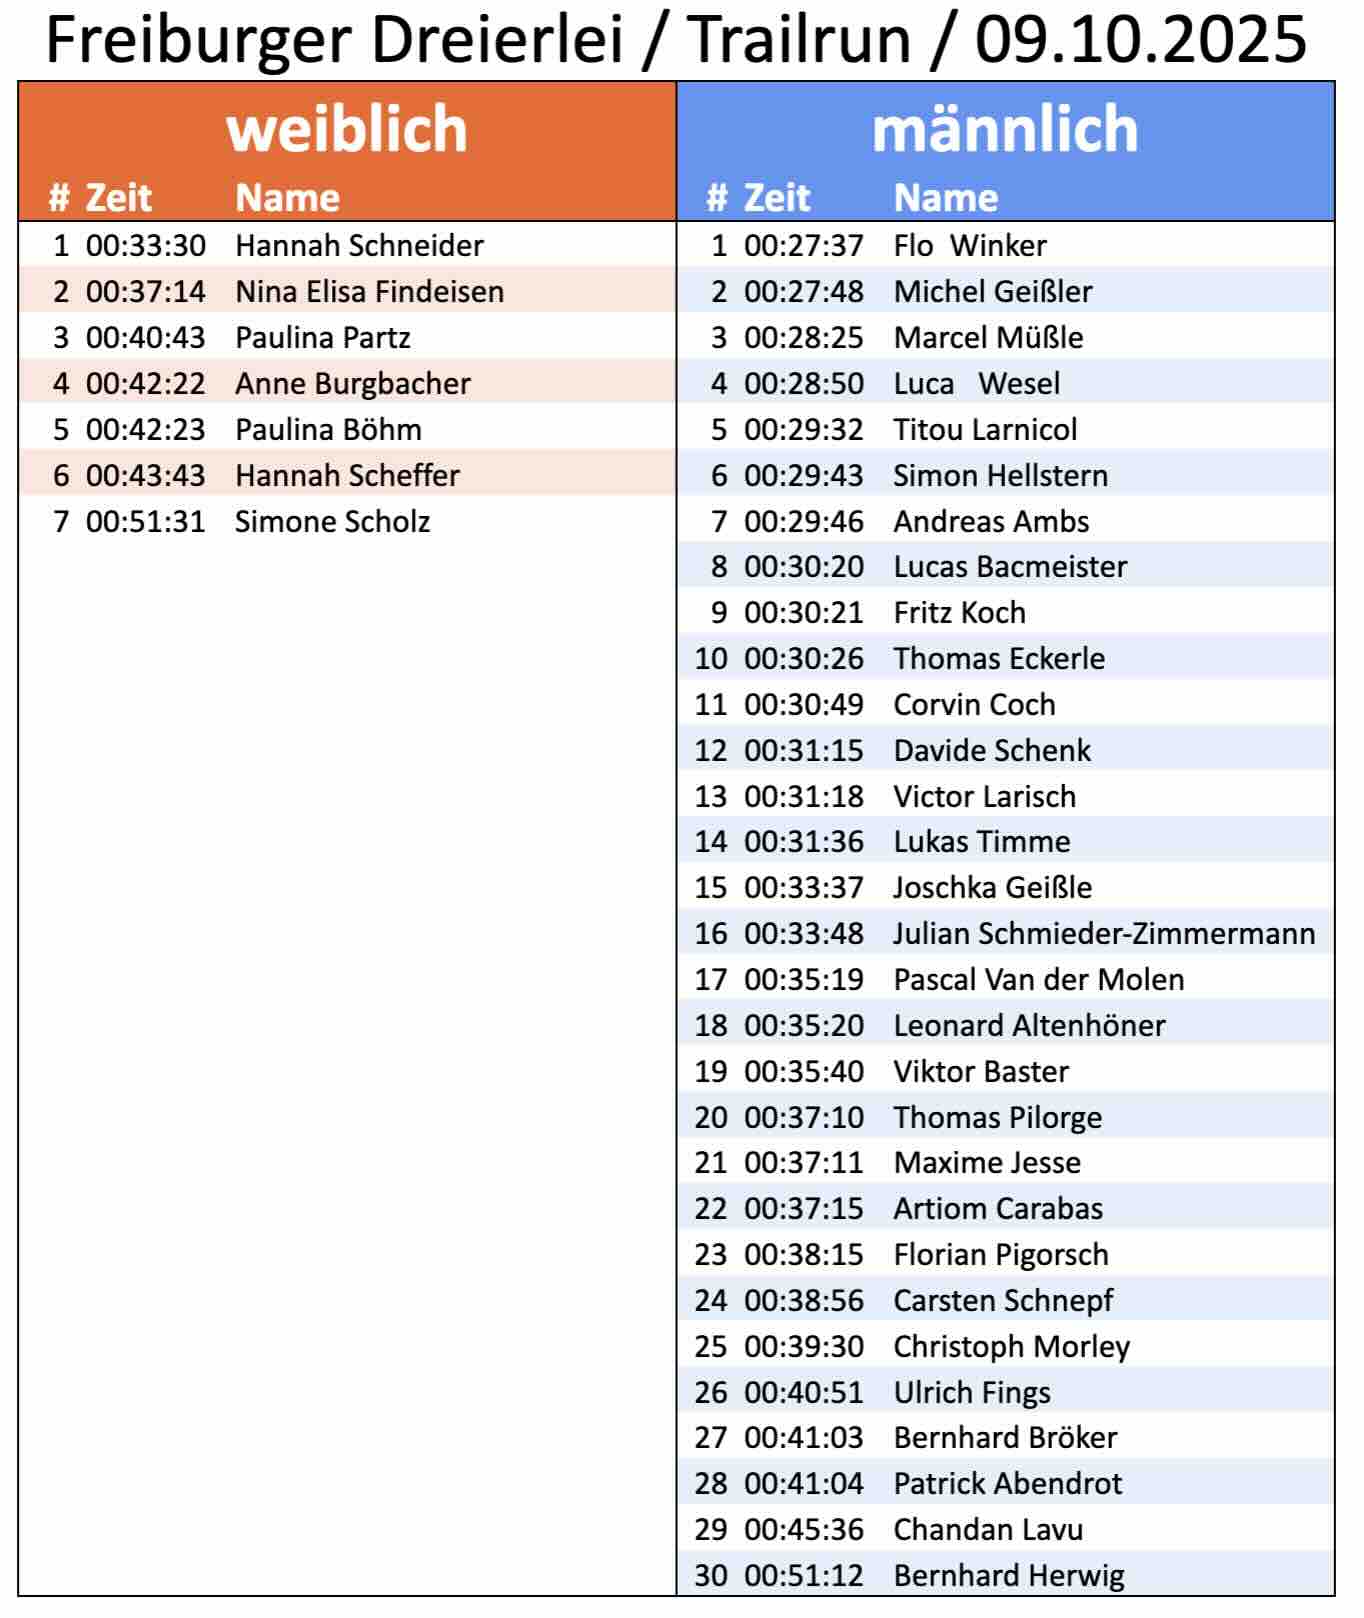 Freiburger Dreierlei / Trailrun / 09.10.2025
weiblich
# Zeit Name
1 00:33:30 Hannah Schneider
2 00:37:14 Nina Elisa Findeisen
3 00:40:43 Paulina Partz
4 00:42:22 Anne Burgbacher
5 00:42:23 Paulina Böhm
6 00:43:43 Hannah Scheffer
7 00:51:31 Simone Scholz
männlich
# Zeit Name
1 00:27:37 Flo  Winker
2 00:27:48 Michel Geißler
3 00:28:25 Marcel Müßle
4 00:28:50 Luca   Wesel
5 00:29:32 Titou Larnicol
6 00:29:43 Simon Hellstern
7 00:29:46 Andreas Ambs
8 00:30:20 Lucas Bacmeister
9 00:30:21 Fritz Koch
10 00:30:26 Thomas Eckerle
11 00:30:49 Corvin Coch
12 00:31:15 Davide Schenk
13 00:31:18 Victor Larisch
14 00:31:36 Lukas Timme
15 00:33:37 Joschka Geißle
16 00:33:48 Julian Schmieder-Zimmermann
17 00:35:19 Pascal Van der Molen
18 00:35:20 Leonard Altenhöner
19 00:35:40 Viktor Baster
20 00:37:10 Thomas Pilorge
21 00:37:11 Maxime Jesse
22 00:37:15 Artiom Carabas
23 00:38:15 Florian Pigorsch
24 00:38:56 Carsten Schnepf
25 00:39:30 Christoph Morley
26 00:40:51 Ulrich Fings
27 00:41:03 Bernhard Bröker
28 00:41:04 Patrick Abendrot
29 00:45:36 Chandan Lavu
30 00:51:12 Bernhard Herwig